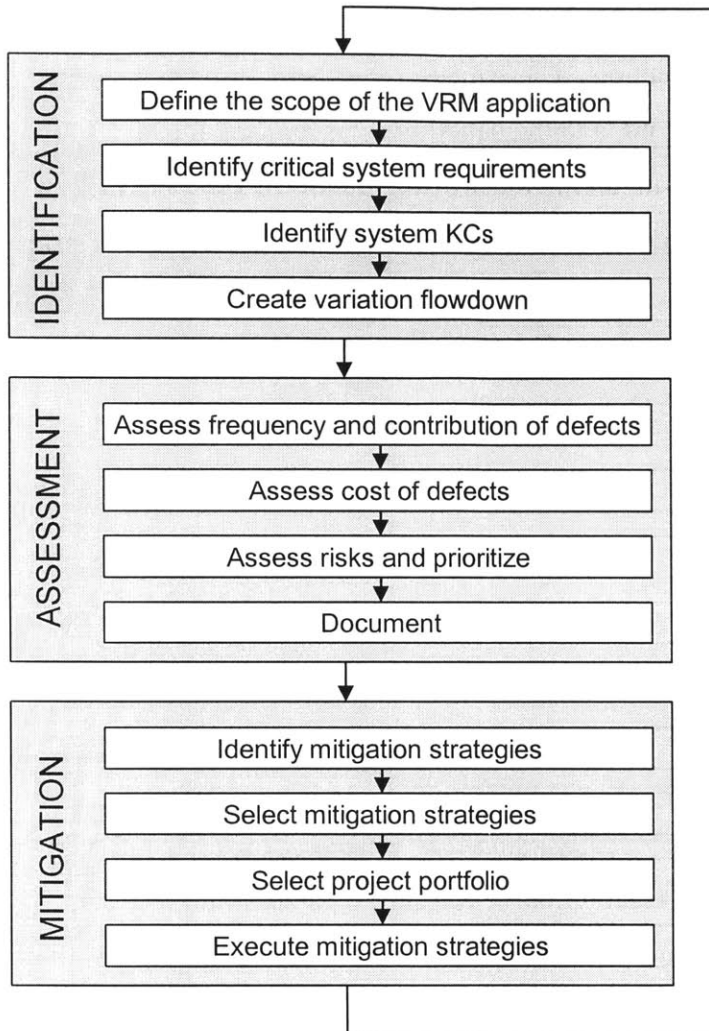 IDENTIFICATION
Define the scope of the VRM application
Identify critical system requirements
Identify system KCs
Create variation flowdown
ASSESSMENT
Assess frequency and contribution of defects
Assess cost of defects
Assess risks and prioritize
Document
MITIGATION
Identify mitigation strategies
Select mitigation strategies
Select project portfolio
Execute mitigation strategies